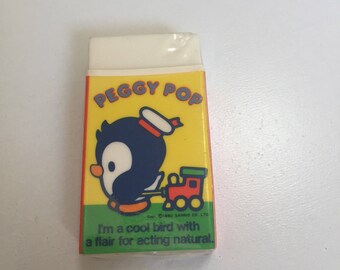 PEGGY POP
I'm a cool bird with
a flair for acting natural.